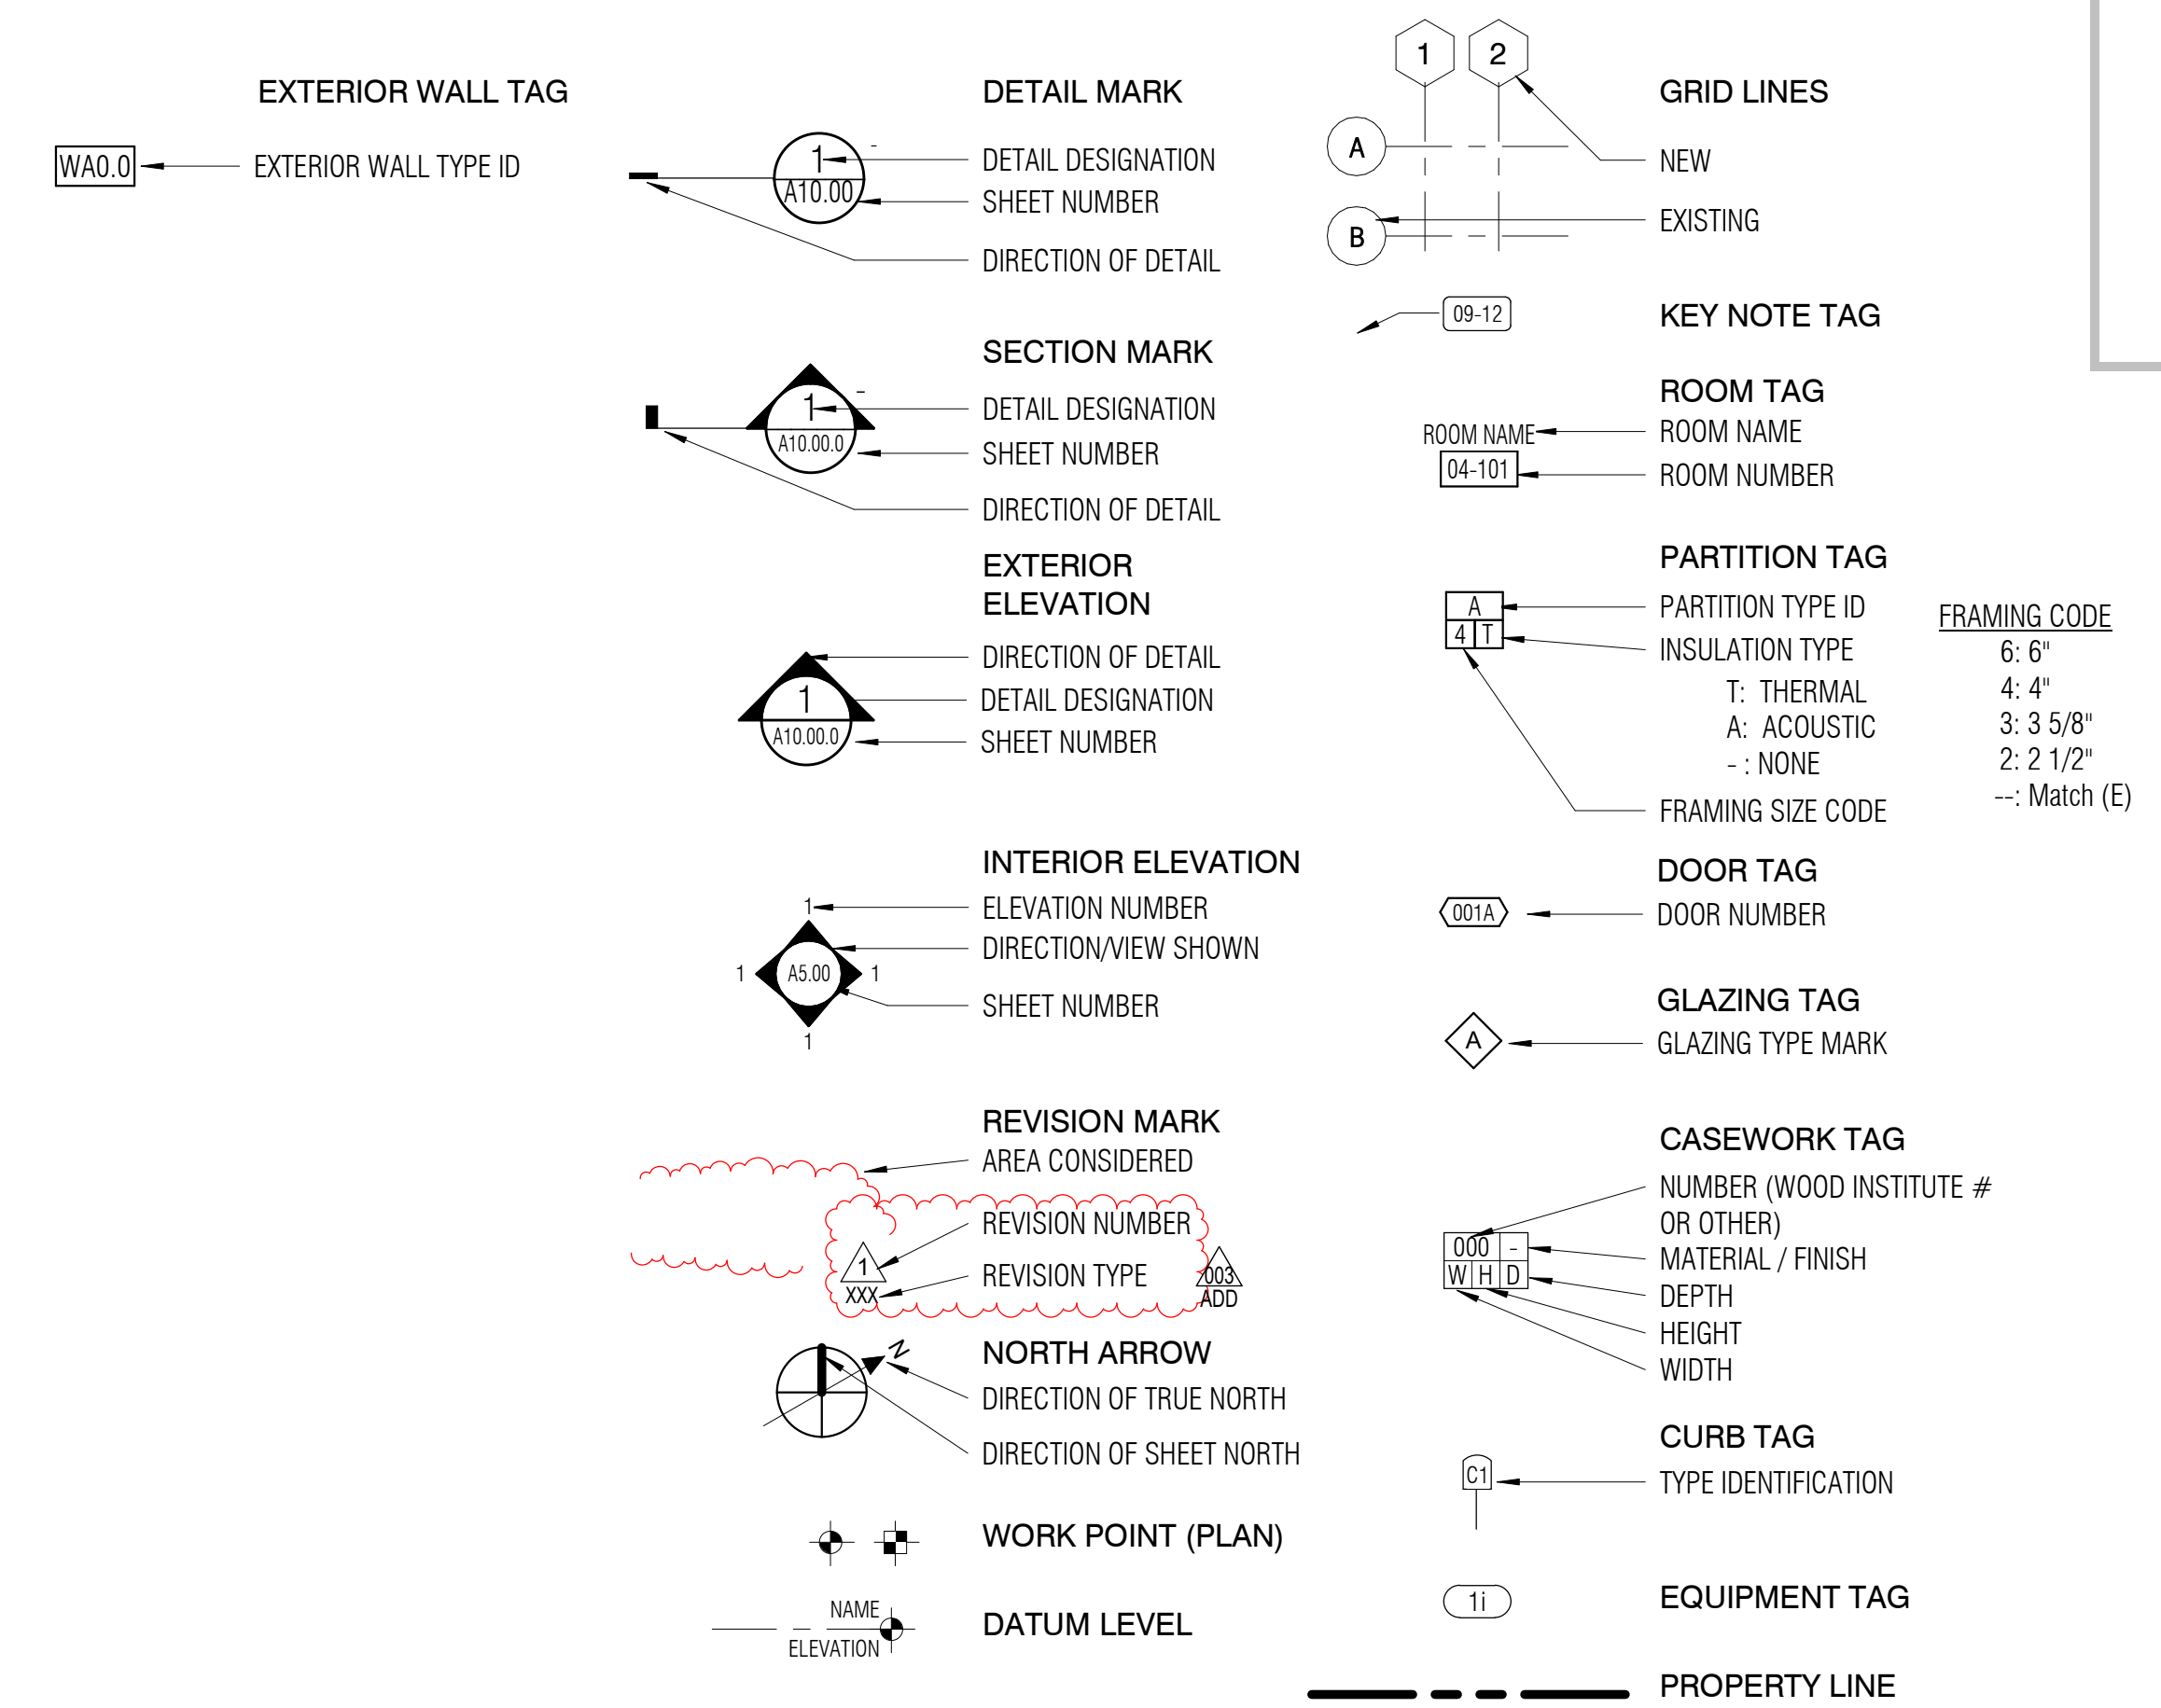 EXTERIOR WALL TAG
WA0.0
EXTERIOR WALL TYPE ID
DETAIL MARK
1
-
A10.00
DETAIL DESIGNATION
SHEET NUMBER
DIRECTION OF DETAIL
SECTION MARK
1
-
A10.00.0
DETAIL DESIGNATION
SHEET NUMBER
DIRECTION OF DETAIL
EXTERIOR
ELEVATION
1
A10.00.0
DIRECTION OF DETAIL
DETAIL DESIGNATION
SHEET NUMBER
INTERIOR ELEVATION
1
1
A5.00
1
1
ELEVATION NUMBER
DIRECTION/VIEW SHOWN
SHEET NUMBER
REVISION MARK
AREA CONSIDERED
REVISION NUMBER
1
REVISION TYPE
XXX
003
ADD
NORTH ARROW
N
DIRECTION OF TRUE NORTH
DIRECTION OF SHEET NORTH
WORK POINT (PLAN)
NAME
ELEVATION
DATUM LEVEL
1 2
A
B
GRID LINES
NEW
EXISTING
09-12
KEY NOTE TAG
ROOM TAG
ROOM NAME
04-101
ROOM NAME
ROOM NUMBER
PARTITION TAG
A
4 T
PARTITION TYPE ID
INSULATION TYPE
T: THERMAL
A: ACOUSTIC
- : NONE
FRAMING SIZE CODE
FRAMING CODE
6: 6"
4: 4"
3: 3 5/8"
2: 2 1/2"
--: Match (E)
DOOR TAG
001A
DOOR NUMBER
GLAZING TAG
A
GLAZING TYPE MARK
CASEWORK TAG
NUMBER (WOOD INSTITUTE #
OR OTHER)
000 -
W H D
MATERIAL / FINISH
DEPTH
HEIGHT
WIDTH
CURB TAG
C1
TYPE IDENTIFICATION
1i
EQUIPMENT TAG
PROPERTY LINE